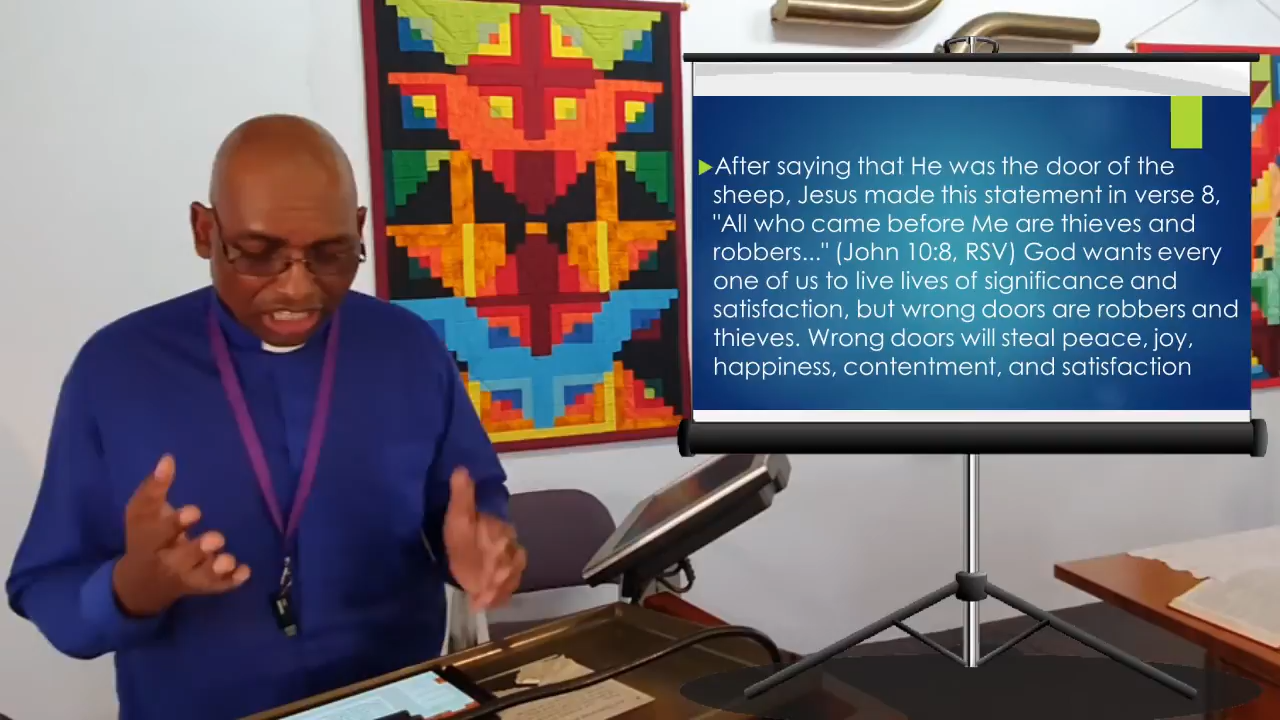 After saying that He was the door of the
sheep, Jesus made this statement in verse 8,
"All who came before Me are thieves and
robbers..." (John 10:8, RSV) God wants every
one of us to live lives of significance and
satisfaction, but wrong doors are robbers and
thieves. Wrong doors will steal peace, joy,
happiness, contentment, and satisfaction